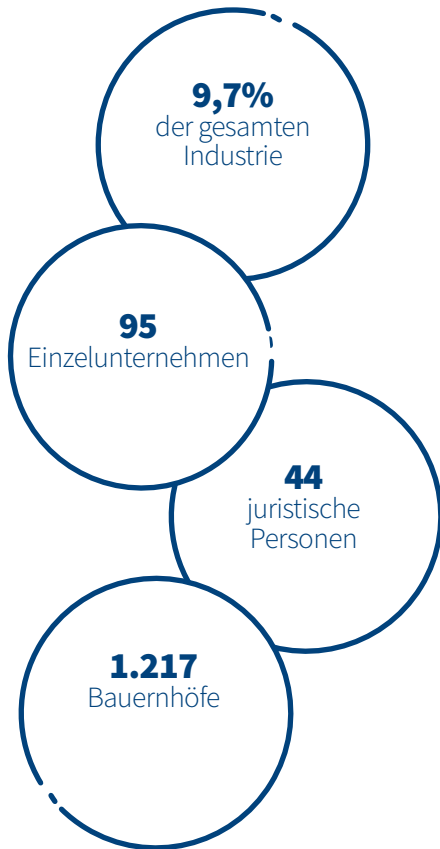 9,7%
der gesamten
Industrie
95
Einzelunternehmen
44
juristische
Personen
1.217
Bauernhöfe